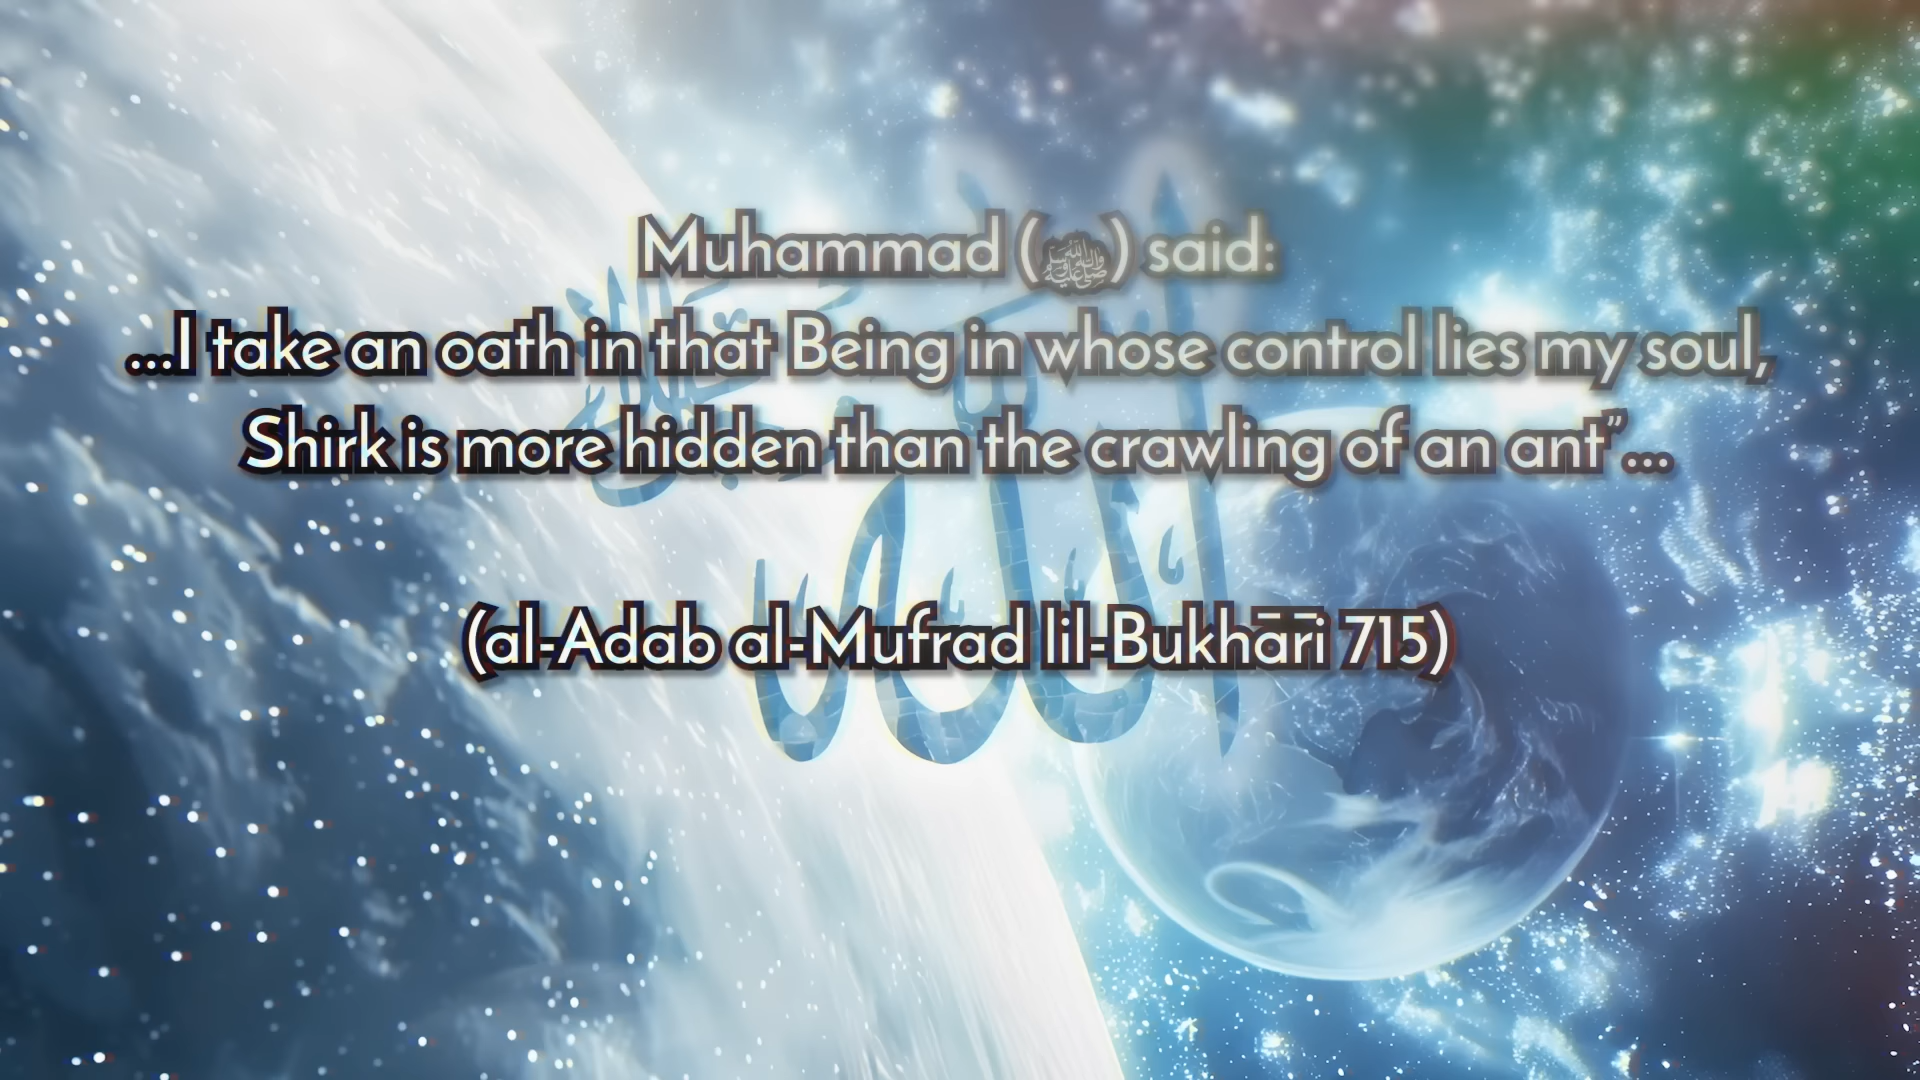 Muhammad (ﷺ) said:
...I take an oath in that Being in whose control lies my soul,
Shirk is more hidden than the crawling of an ant”...
(al-Adab al-Mufrad lil-Bukhārī 715)
الله